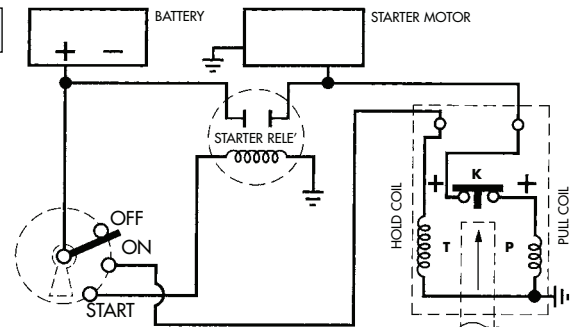 BATTERY
STARTER MOTOR
+ −
STARTER RELE'
HOLD COIL
PULL COIL
+ K +
T P
OFF
ON
START